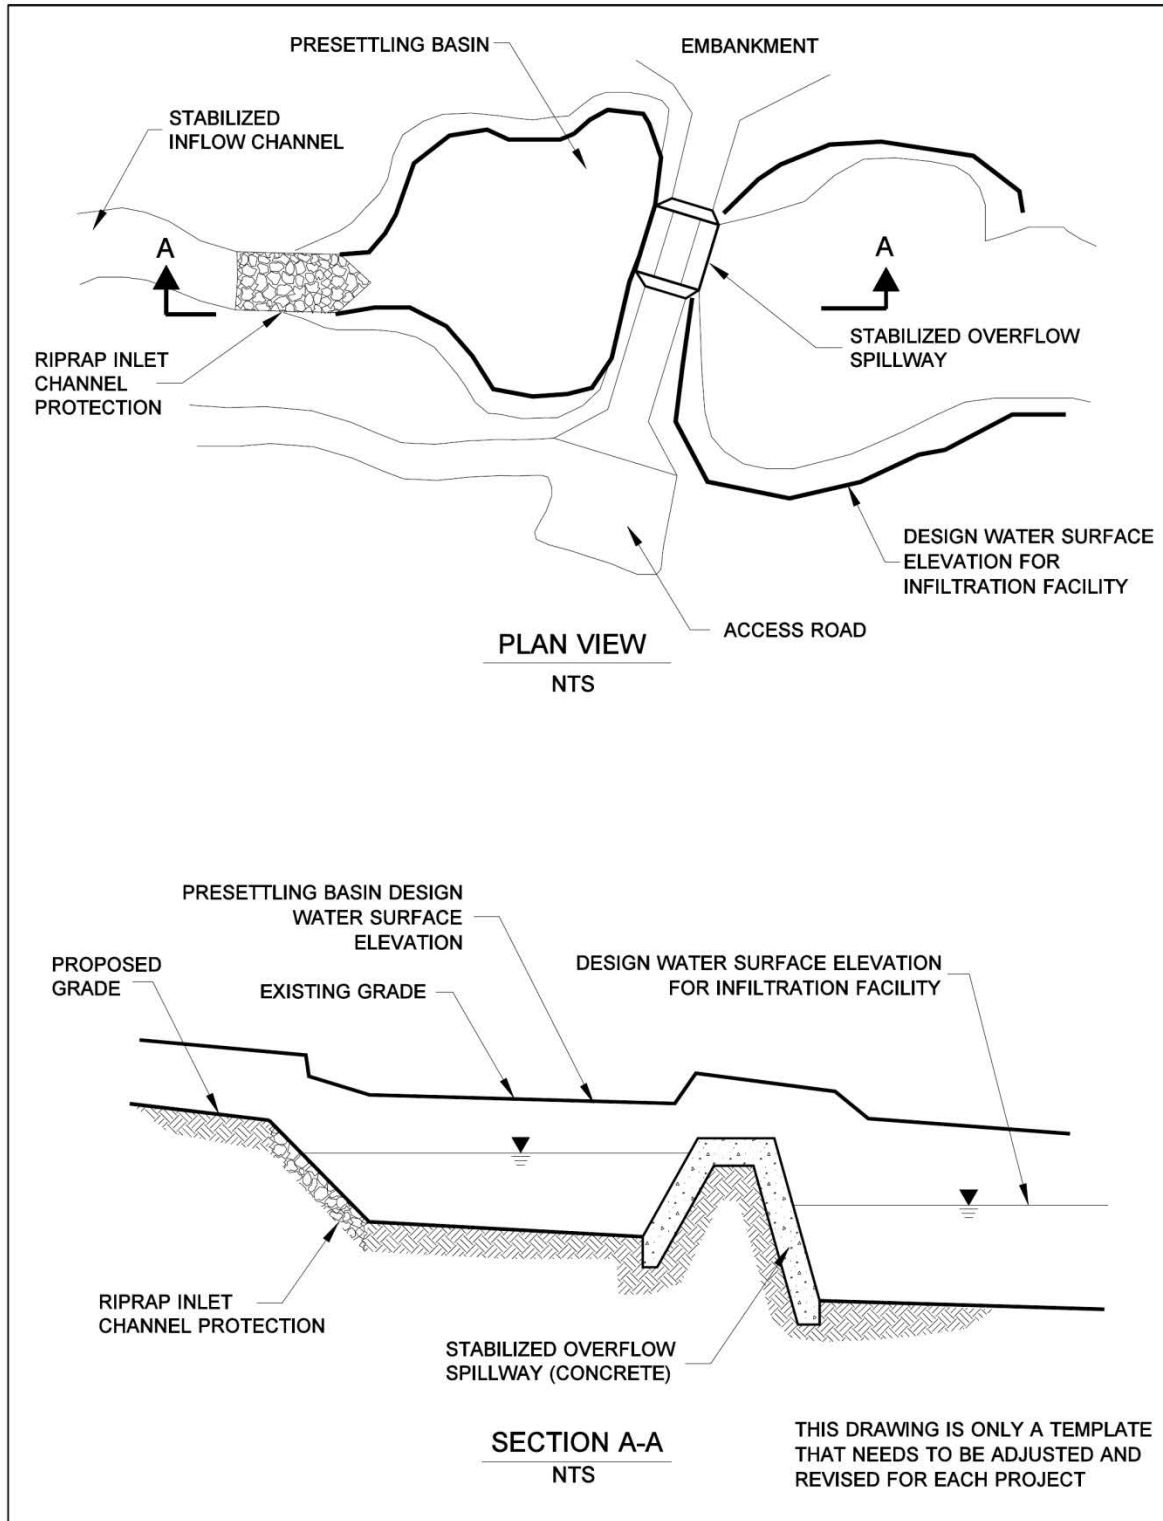 PRESETTLING BASIN
EMBANKMENT
STABILIZED
INFLOW CHANNEL
A
A
RIPRAP INLET
CHANNEL
PROTECTION
STABILIZED OVERFLOW
SPILLWAY
DESIGN WATER SURFACE
ELEVATION FOR
INFILTRATION FACILITY
ACCESS ROAD
PLAN VIEW
NTS
PRESETTLING BASIN DESIGN
WATER SURFACE
ELEVATION
PROPOSED
GRADE
EXISTING GRADE
DESIGN WATER SURFACE ELEVATION
FOR INFILTRATION FACILITY
RIPRAP INLET
CHANNEL PROTECTION
STABILIZED OVERFLOW
SPILLWAY (CONCRETE)
SECTION A-A
NTS
THIS DRAWING IS ONLY A TEMPLATE
THAT NEEDS TO BE ADJUSTED AND
REVISED FOR EACH PROJECT